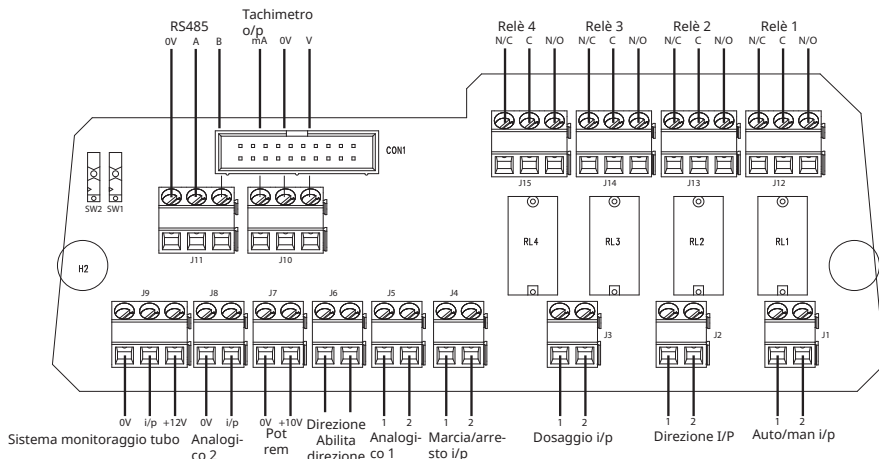 RS485
Tachimetro
o/p
Relè 4 Relè 3 Relè 2 Relè 1
0V A B mA 0V V N/C C N/O N/C C N/O N/C C N/O N/C C N/O
CON1
SW2 SW1
J15 J14 J13 J12
J11 J10
RL4 RL3 RL2 RL1
H2
J9 J8 J7 J6 J5 J4
J3 J2 J1
0V i/p +12V 0V i/p 0V +10V 1 2 1 2 1 2 1 2 1 2
Sistema monitoraggio tubo
Analogi-
co 2
Pot
rem
Direzione
Abilita
direzione
Analogi-
co 1
Marcia/arre-
sto i/p
Dosaggio i/p
Direzione I/P
Auto/man i/p